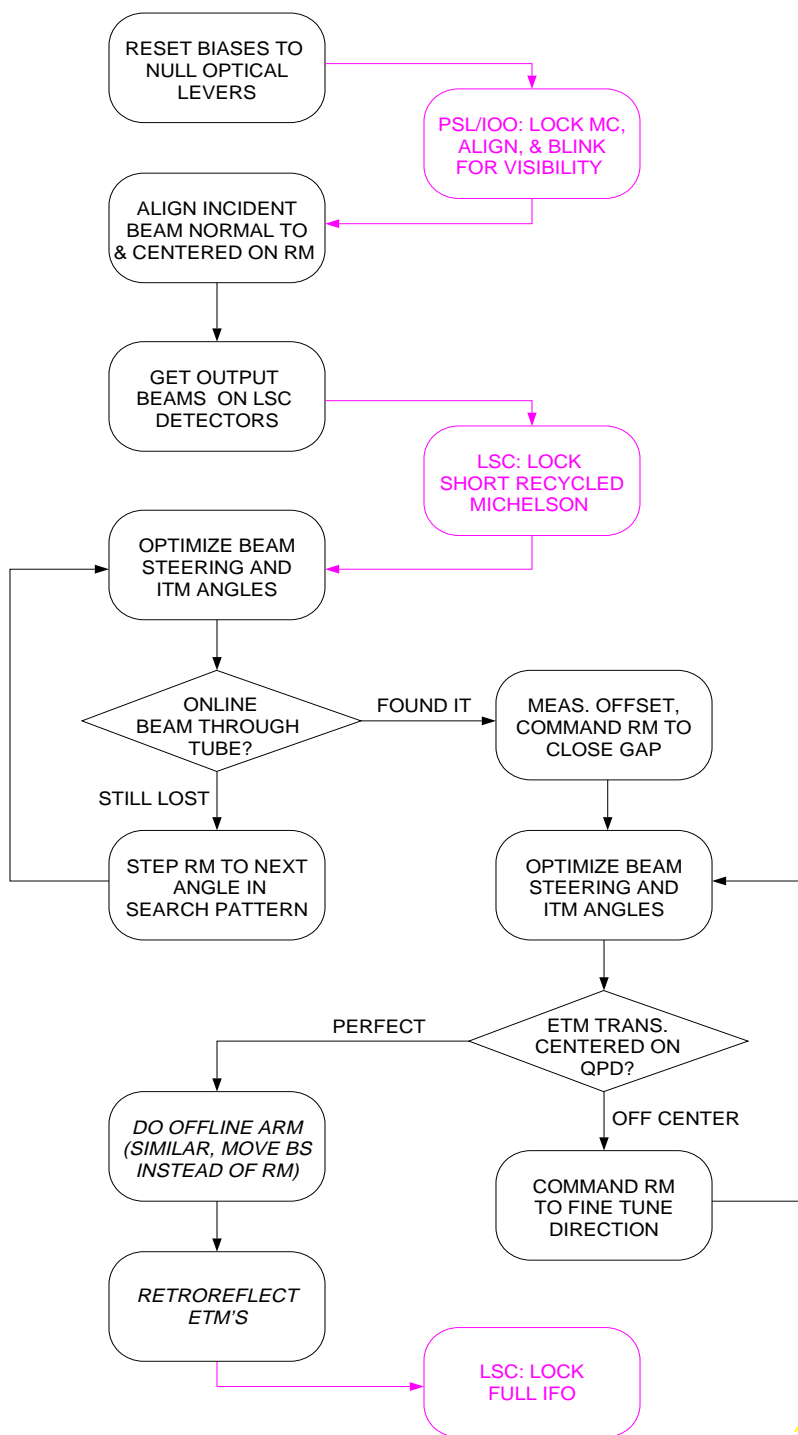 RESET BIASES TO
NULL OPTICAL
LEVERS
PSL/IOO: LOCK MC,
ALIGN, & BLINK
FOR VISIBILITY
ALIGN INCIDENT
BEAM NORMAL TO
& CENTERED ON RM
GET OUTPUT
BEAMS ON LSC
DETECTORS
LSC: LOCK
SHORT RECYCLED
MICHELSON
OPTIMIZE BEAM
STEERING AND
ITM ANGLES
ONLINE
BEAM THROUGH
TUBE?
FOUND IT
MEAS. OFFSET,
COMMAND RM TO
CLOSE GAP
STILL LOST
STEP RM TO NEXT
ANGLE IN
SEARCH PATTERN
OPTIMIZE BEAM
STEERING AND
ITM ANGLES
ETM TRANS.
CENTERED ON
QPD?
PERFECT
OFF CENTER
DO OFFLINE ARM
(SIMILAR, MOVE BS
INSTEAD OF RM)
COMMAND RM
TO FINE TUNE
DIRECTION
RETROREFLECT
ETM'S
LSC: LOCK
FULL IFO